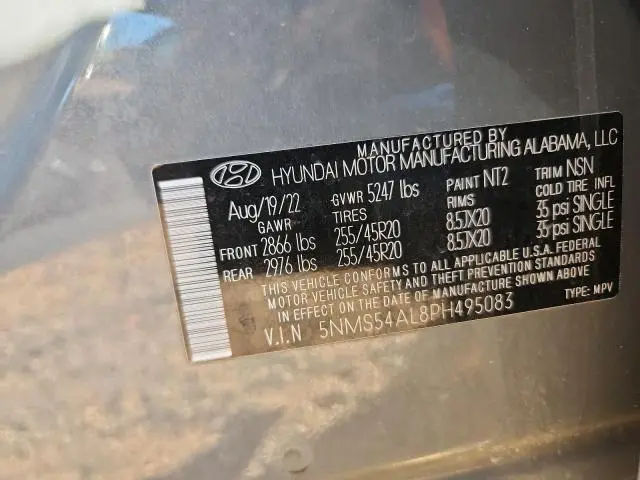 MANUFACTURED BY
HYUNDAI MOTOR MANUFACTURING ALABAMA, LLC
Aug/19/22 GVWR 5247 lbs PAINT NT2 TRIM NSN
GAWR TIRES RIMS COLD TIRE INFL
FRONT 2866 lbs 255/45R20 8.5JX20 35 psi SINGLE
REAR 2976 lbs 255/45R20 8.5JX20 35 psi SINGLE
THIS VEHICLE CONFORMS TO ALL APPLICABLE U.S.A. FEDERAL
MOTOR VEHICLE SAFETY AND THEFT PREVENTION STANDARDS
IN EFFECT ON THE DATE OF MANUFACTURE SHOWN ABOVE.
V.I.N 5NMS54AL8PH495083 TYPE: MPV